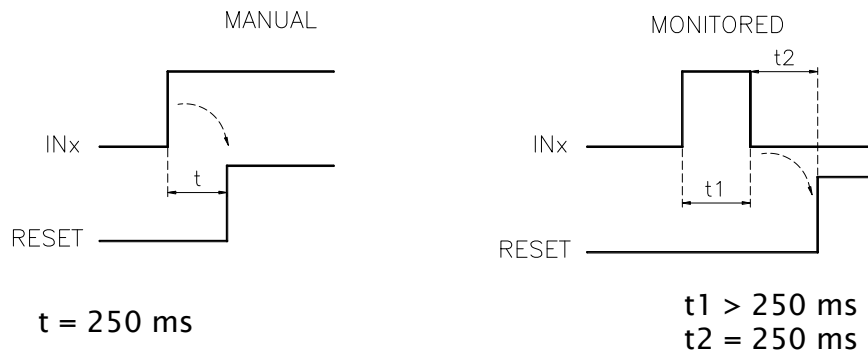 MANUAL
INx
t
RESET
t = 250 ms
MONITORED
t2
INx
t1
RESET
t1 > 250 ms
t2 = 250 ms